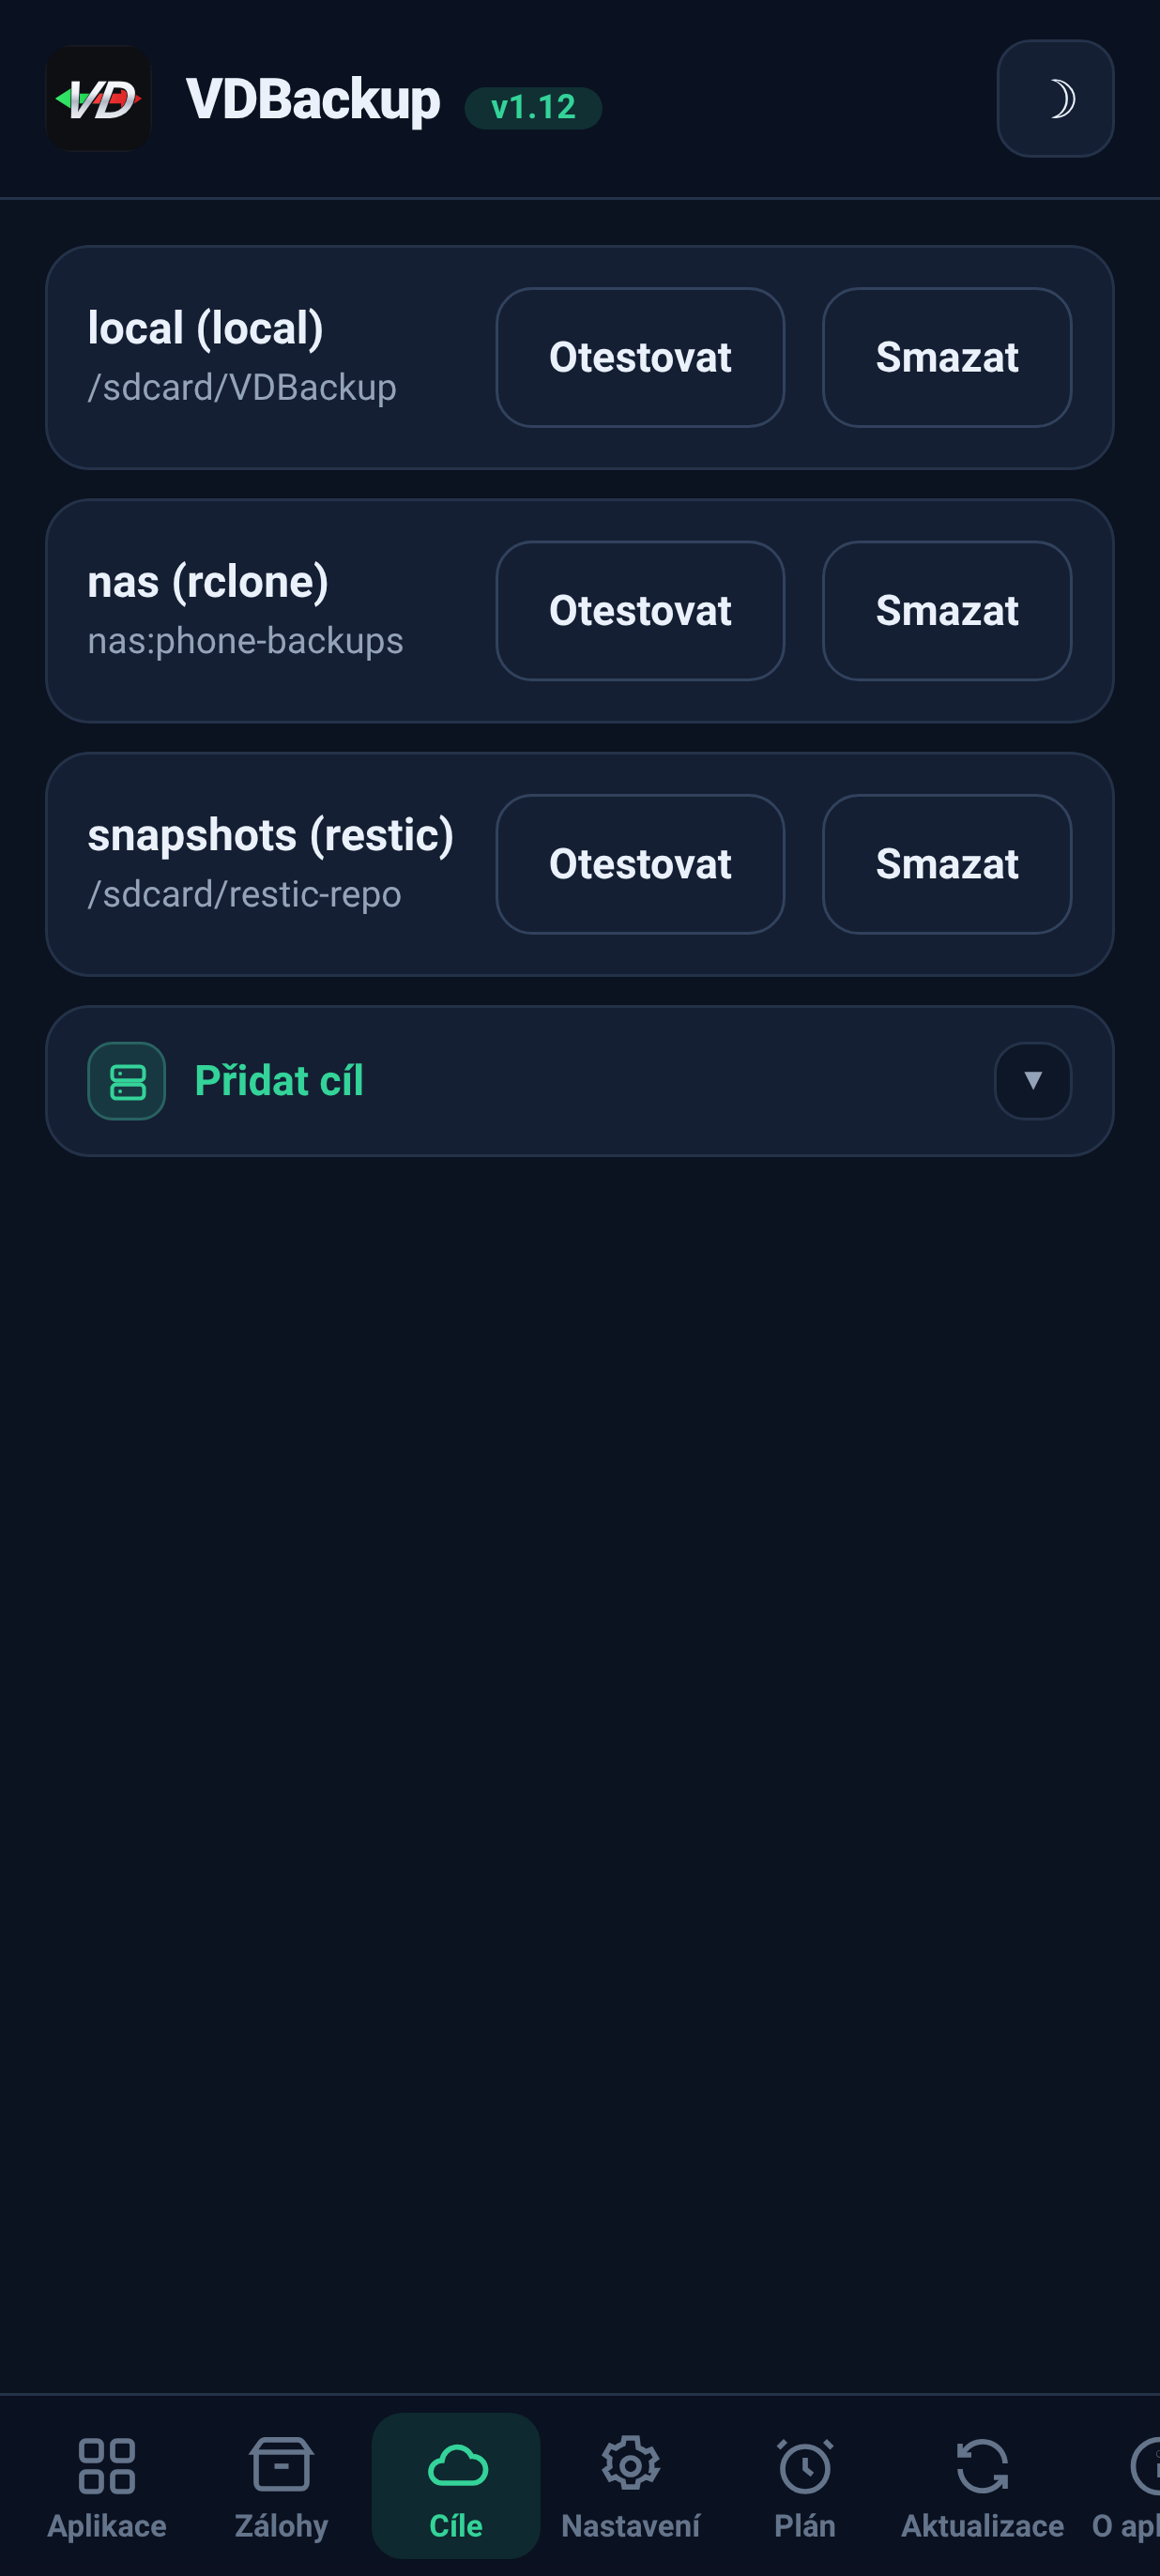 VD
VDBackup v1.12
local (local)
/sdcard/VDBackup
Otestovat
Smazat
nas (rclone)
nas:phone-backups
Otestovat
Smazat
snapshots (restic)
/sdcard/restic-repo
Otestovat
Smazat
Přidat cíl
Aplikace
Zálohy
Cíle
Nastavení
Plán
Aktualizace
O apl